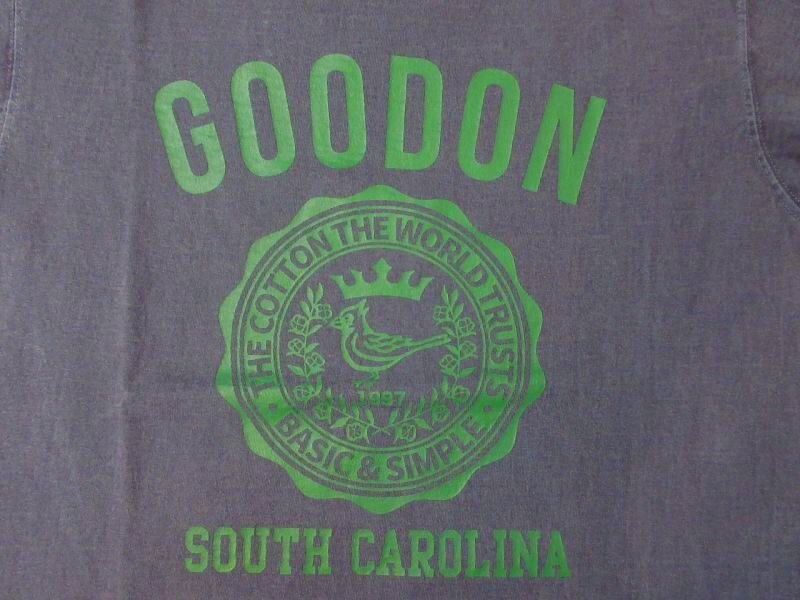 GOODON
THE COTTON THE WORLD TRUSTS
1997
· BASIC & SIMPLE ·
SOUTH CAROLINA